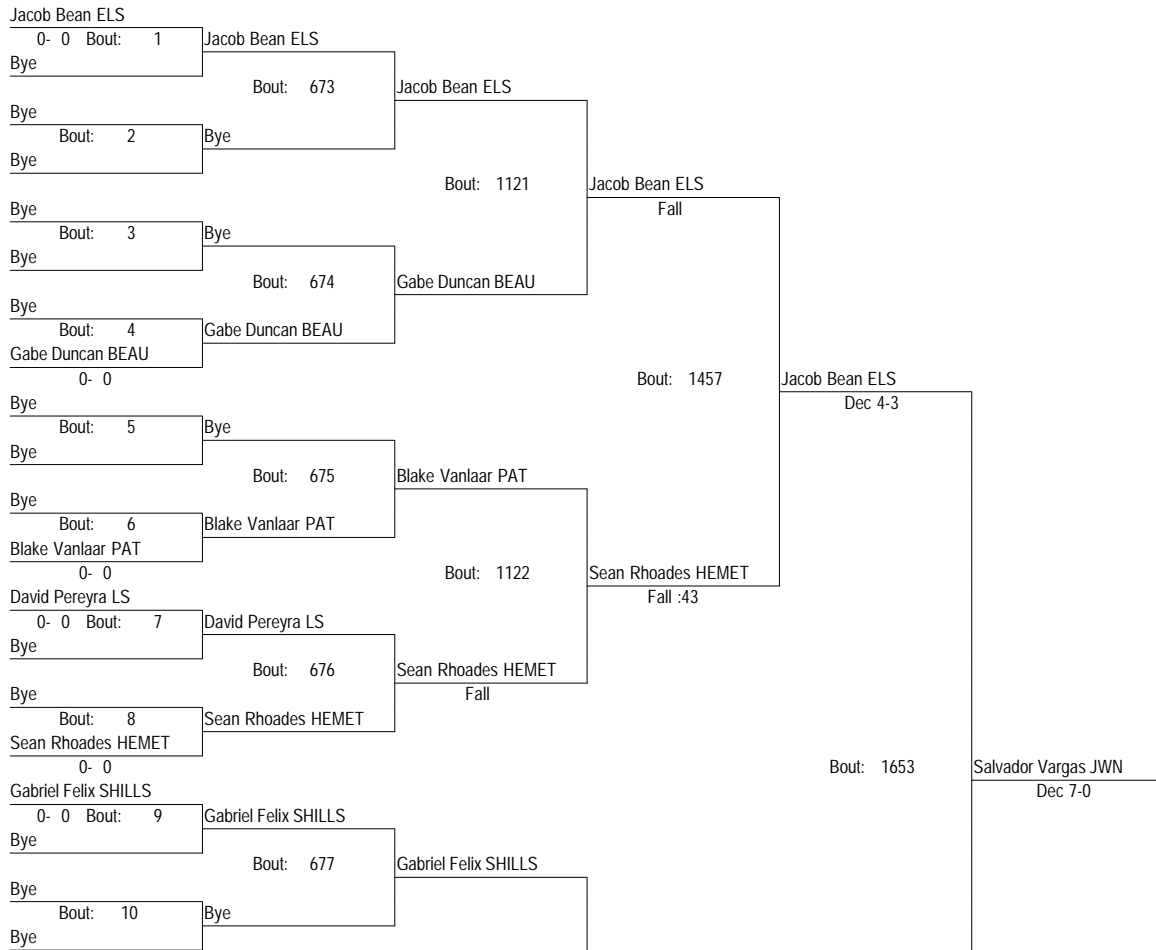 Jacob Bean ELS
0- 0 Bout: 1 Jacob Bean ELS
Bye
Bout: 673 Jacob Bean ELS
Bye
Bout: 2 Bye
Bye
Bout: 1121 Jacob Bean ELS
Bye
Fall
Bout: 3 Bye
Bye
Bout: 674 Gabe Duncan BEAU
Bye
Bout: 4 Gabe Duncan BEAU
Gabe Duncan BEAU
0- 0
Bout: 1457 Jacob Bean ELS
Bye
Dec 4-3
Bout: 5 Bye
Bye
Bout: 675 Blake Vanlaar PAT
Bye
Bout: 6 Blake Vanlaar PAT
Blake Vanlaar PAT
0- 0
Bout: 1122 Sean Rhoades HEMET
David Pereyra LS
Fall :43
0- 0 Bout: 7 David Pereyra LS
Bye
Bout: 676 Sean Rhoades HEMET
Bye
Fall
Bout: 8 Sean Rhoades HEMET
Sean Rhoades HEMET
0- 0
Bout: 1653 Salvador Vargas JWN
Gabriel Felix SHILLS
Dec 7-0
0- 0 Bout: 9 Gabriel Felix SHILLS
Bye
Bout: 677 Gabriel Felix SHILLS
Bye
Bout: 10 Bye
Bye